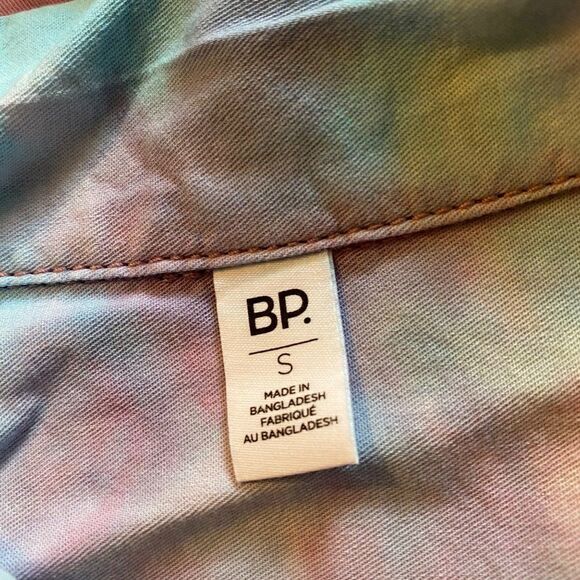 BP.
S
MADE IN
BANGLADESH
FABRIQUÉ
AU BANGLADESH